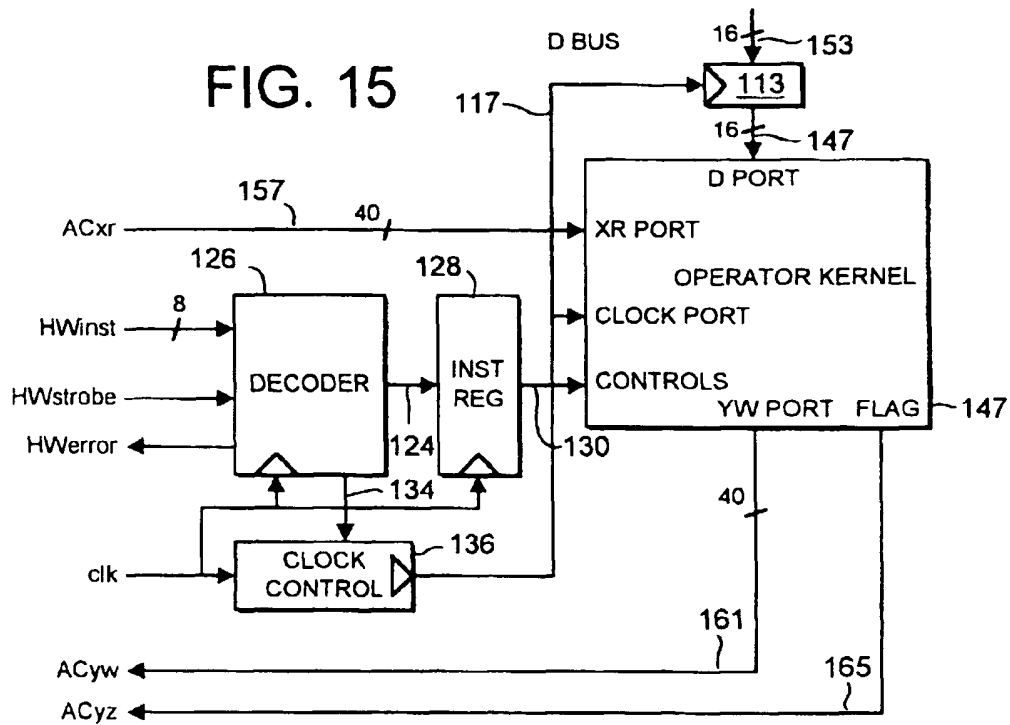 FIG. 15
D BUS
16
153
117
113
16
147
D PORT
157
ACxr
40
XR PORT
OPERATOR KERNEL
126
128
HWinst
8
CLOCK PORT
DECODER
INST
REG
HWstrobe
CONTROLS
HWerror
YW PORT
FLAG
147
124
130
134
40
136
clk
CLOCK
CONTROL
161
ACyw
165
ACyz